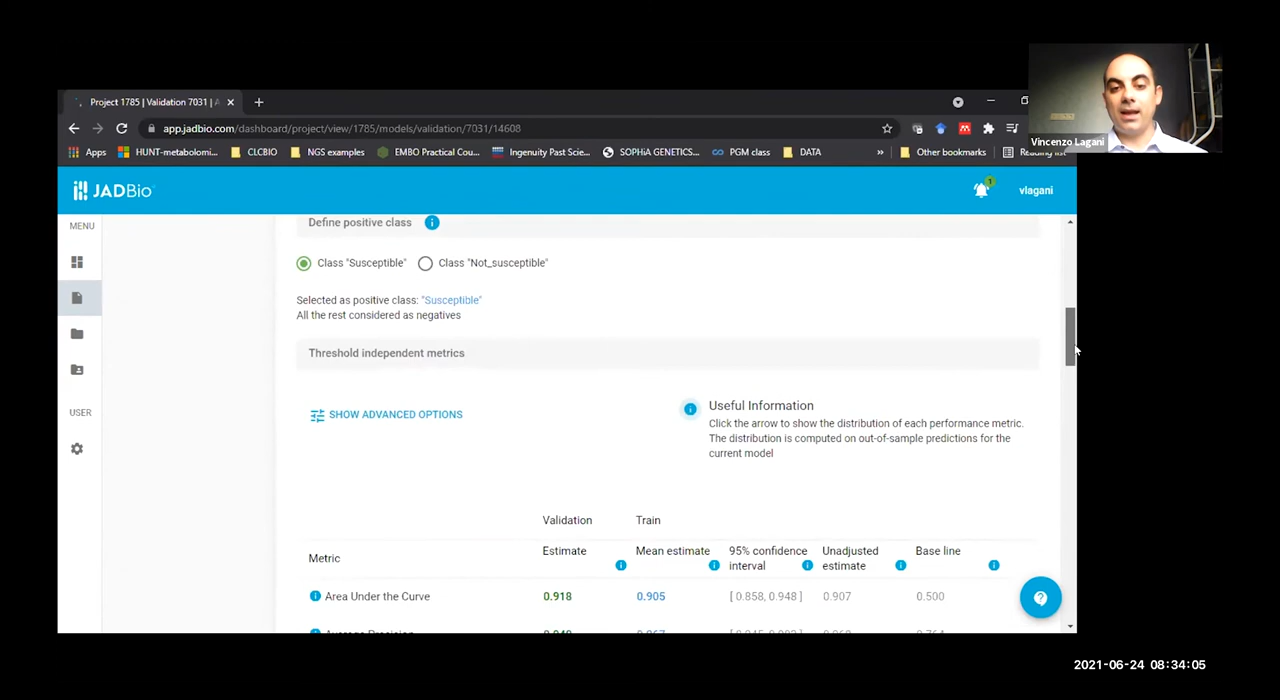 Project 1785 | Validation 7031 | A
app.jadbio.com/dashboard/project/view/1785/models/validation/7031/14608
Vincenzo Lagani
Apps HUNT-metabolomi... CLCBIO NGS examples EMBO Practical Cou... Ingenuity Past Scie... SOPHiA GENETICS... PGM class DATA » Other bookmarks Reading list
JADBIO
1
vlagani
MENU
USER
Define positive class
Class "Susceptible" Class "Not_susceptible"
Selected as positive class: "Susceptible"
All the rest considered as negatives
Threshold independent metrics
SHOW ADVANCED OPTIONS
Useful Information
Click the arrow to show the distribution of each performance metric.
The distribution is computed on out-of-sample predictions for the
current model
Validation Train
Metric Estimate Mean estimate 95% confidence interval Unadjusted estimate Base line
Area Under the Curve 0.918 0.905 [ 0.858, 0.948 ] 0.907 0.500
Average Precision
2021-06-24 08:34:05